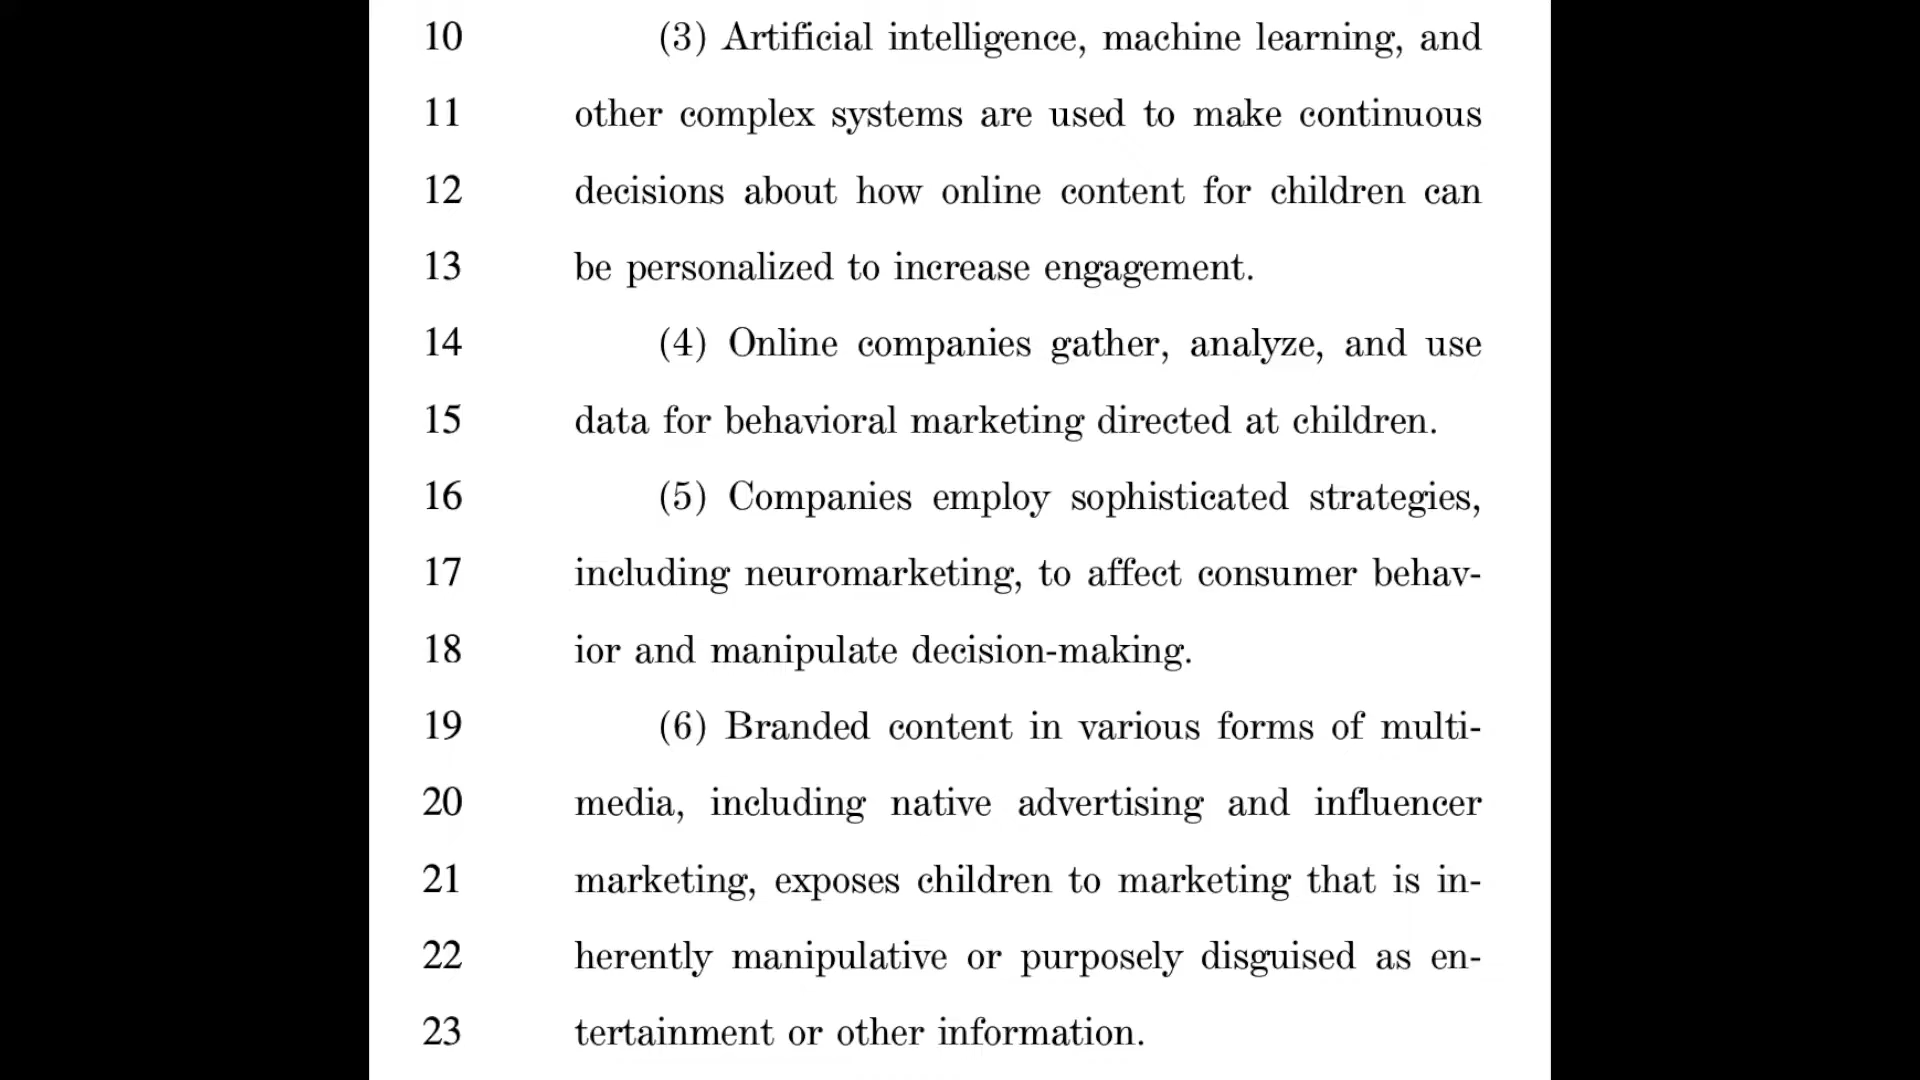 10 (3) Artificial intelligence, machine learning, and
11 other complex systems are used to make continuous
12 decisions about how online content for children can
13 be personalized to increase engagement.
14 (4) Online companies gather, analyze, and use
15 data for behavioral marketing directed at children.
16 (5) Companies employ sophisticated strategies,
17 including neuromarketing, to affect consumer behav-
18 ior and manipulate decision-making.
19 (6) Branded content in various forms of multi-
20 media, including native advertising and influencer
21 marketing, exposes children to marketing that is in-
22 herently manipulative or purposely disguised as en-
23 tertainment or other information.